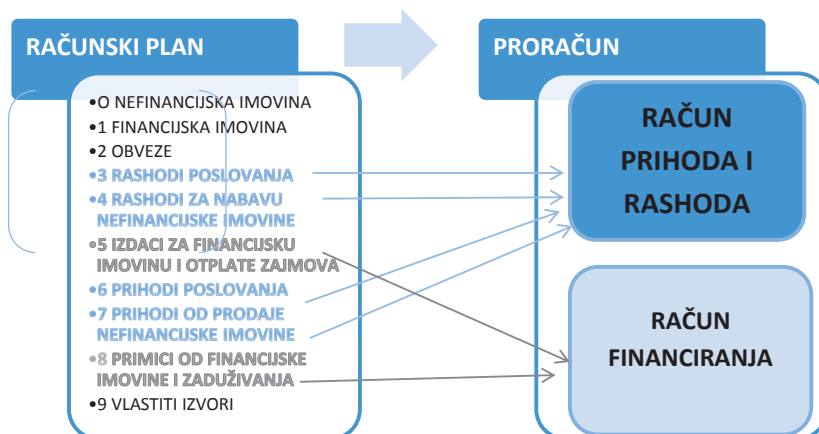 RAČUNSKI PLAN
•O NEFINANCIJSKA IMOVINA
•1 FINANCIJSKA IMOVINA
•2 OBVEZE
•3 RASHODI POSLOVANJA
•4 RASHODI ZA NABAVU
NEFINANCIJSKE IMOVINE
•5 IZDACI ZA FINANCIJSKU
IMOVINU I OTPLATE ZAJMOVA
•6 PRIHODI POSLOVANJA
•7 PRIHODI OD PRODAJE
NEFINANCIJSKE IMOVINE
•8 PRIMICI OD FINANCIJSKE
IMOVINE I ZADUŽIVANJA
•9 VLASTITI IZVORI
PRORAČUN
RAČUN
PRIHODA I
RASHODA
RAČUN
FINANCIRANJA